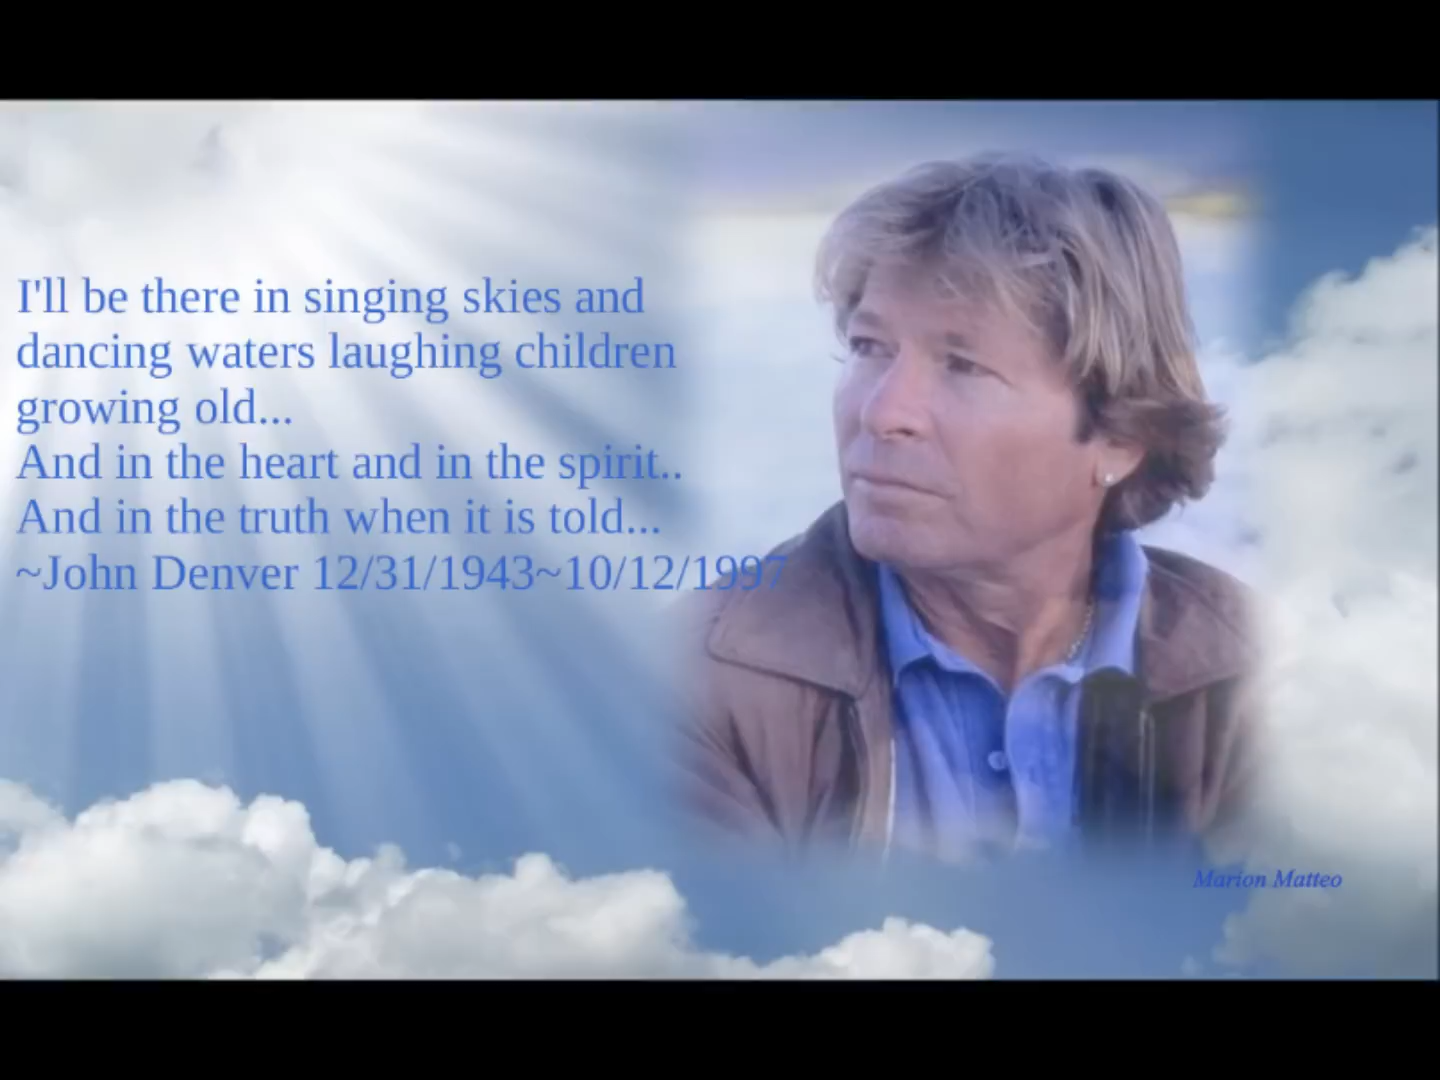 I'll be there in singing skies and
dancing waters laughing children
growing old...
And in the heart and in the spirit..
And in the truth when it is told...
~John Denver 12/31/1943~10/12/1997
Marion Matteo